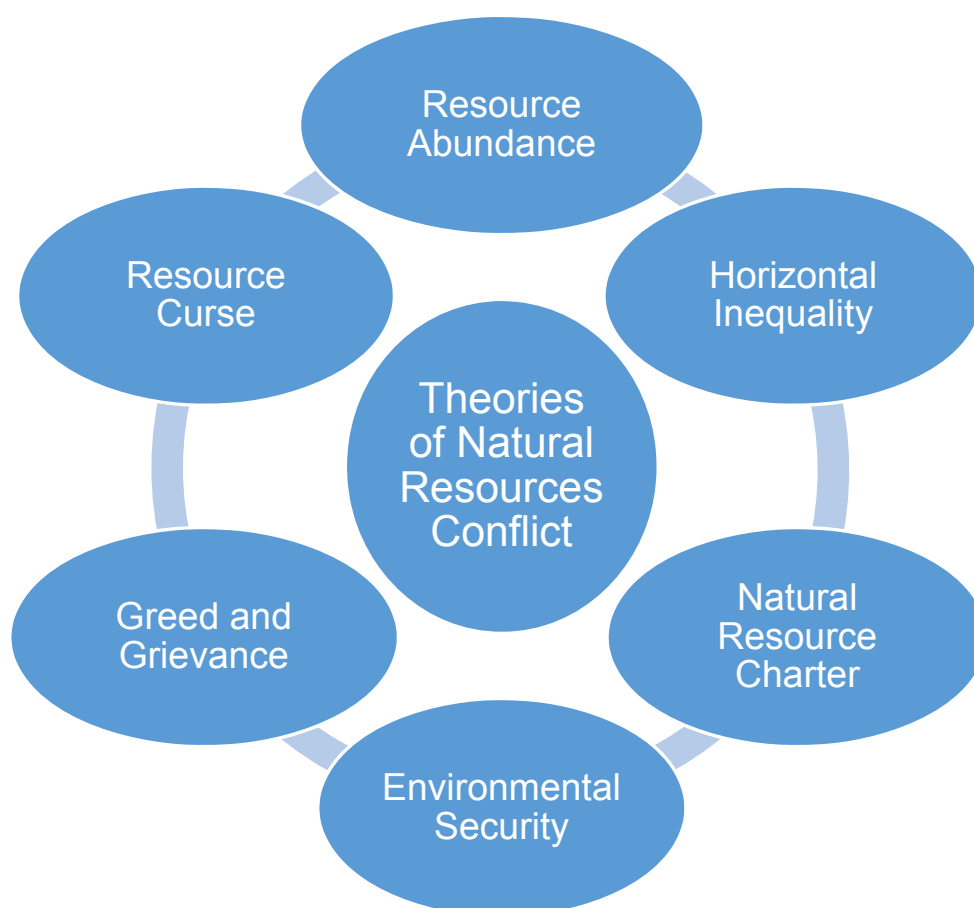 Resource
Abundance
Resource
Curse
Horizontal
Inequality
Theories
of Natural
Resources
Conflict
Greed and
Grievance
Natural
Resource
Charter
Environmental
Security